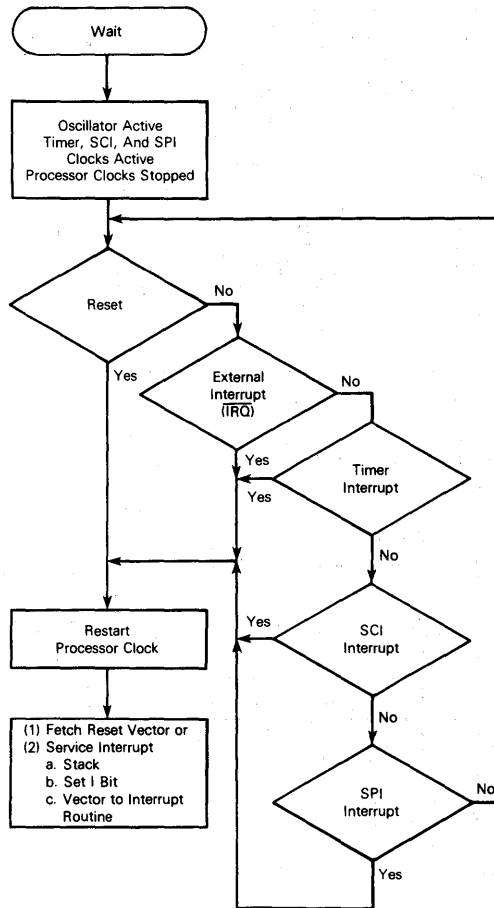 Wait
Oscillator Active
Timer, SCI, And SPI
Clocks Active
Processor Clocks Stopped
Reset
No
Yes
External
Interrupt
(IRQ)
No
Yes
Timer
Interrupt
Yes
No
SCI
Interrupt
Yes
No
SPI
Interrupt
No
Yes
Restart
Processor Clock
(1) Fetch Reset Vector or
(2) Service Interrupt
a. Stack
b. Set I Bit
c. Vector to Interrupt
Routine